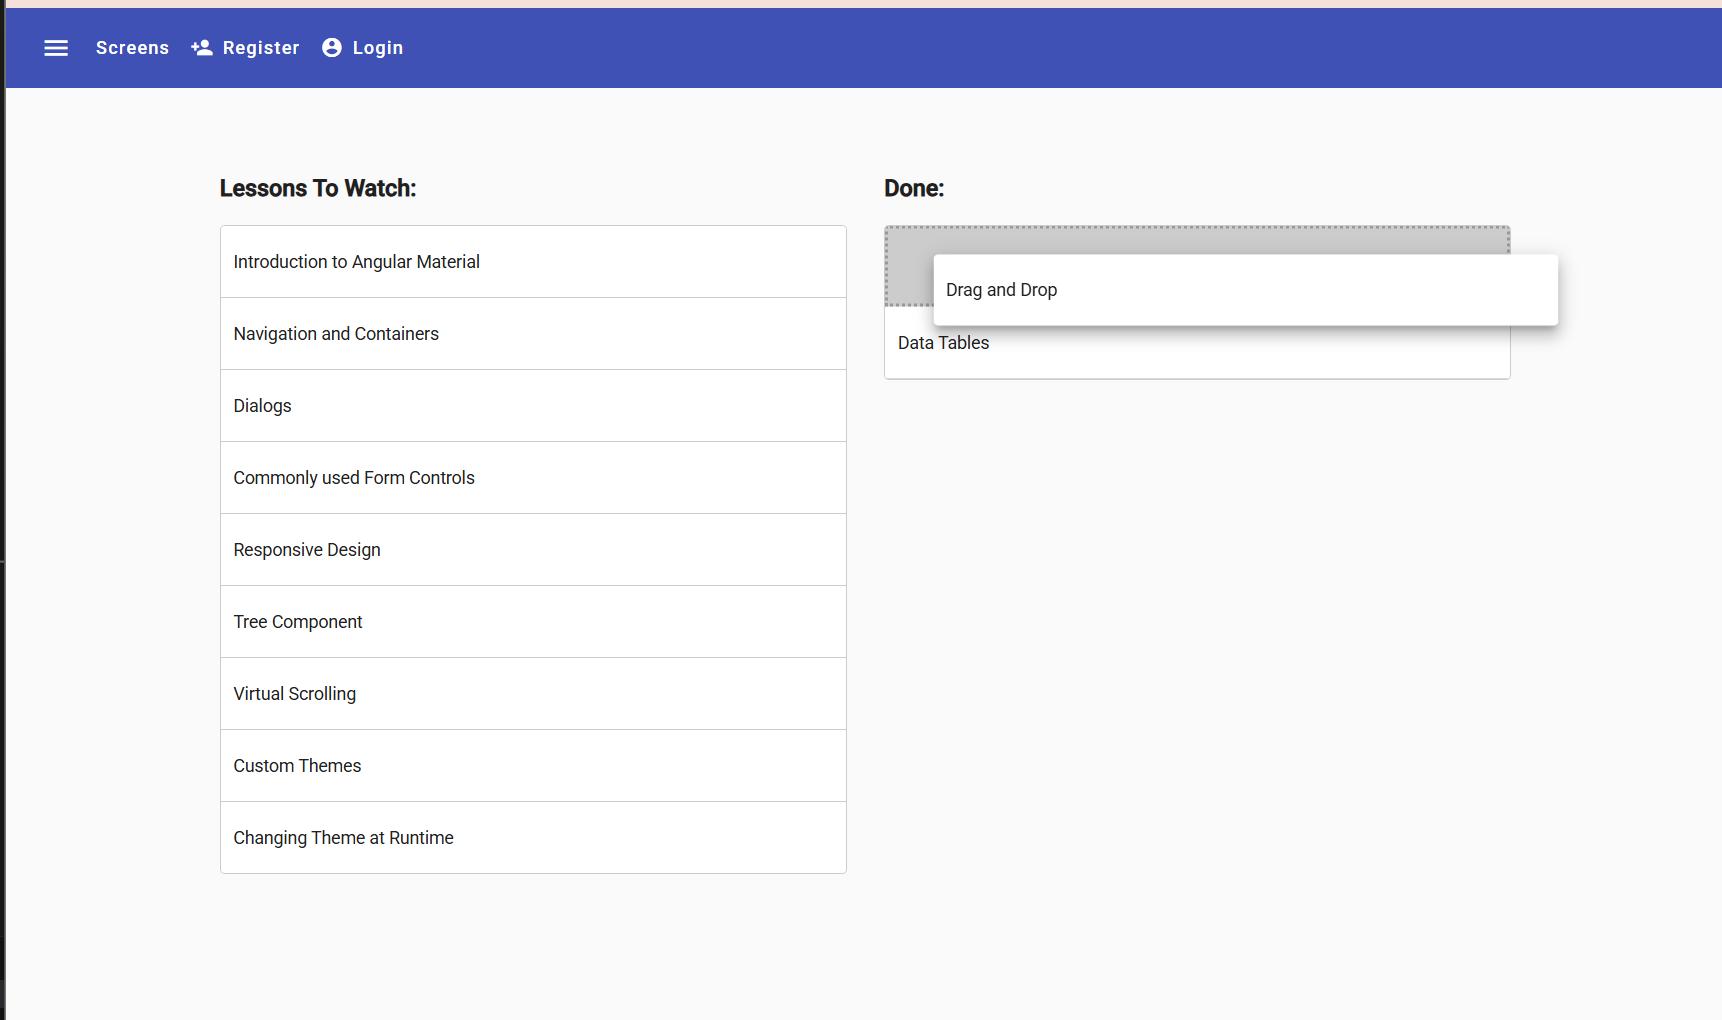 Screens Register Login
Lessons To Watch:
Introduction to Angular Material
Navigation and Containers
Dialogs
Commonly used Form Controls
Responsive Design
Tree Component
Virtual Scrolling
Custom Themes
Changing Theme at Runtime
Done:
Drag and Drop
Data Tables